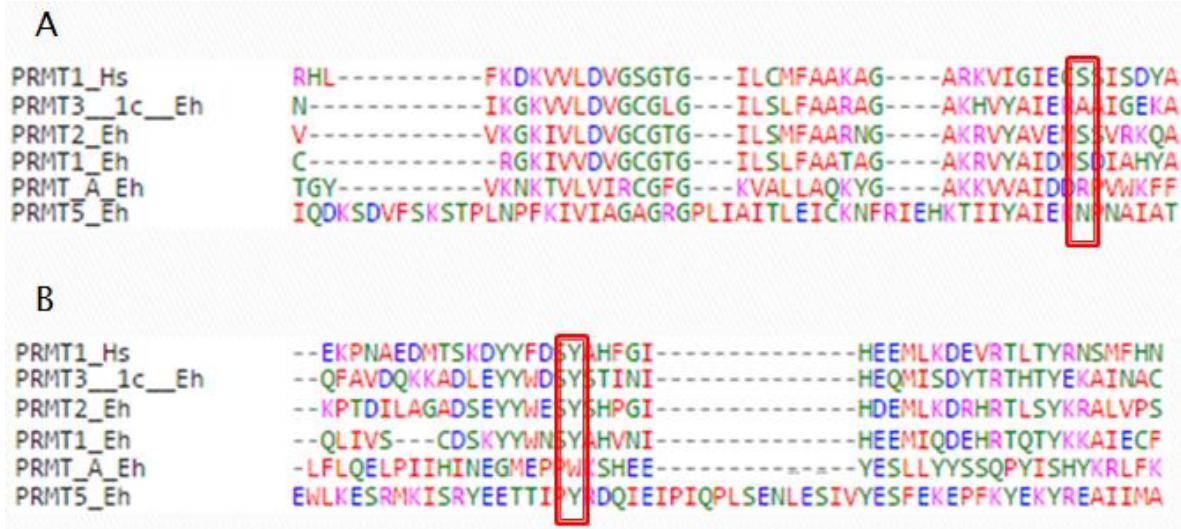 A
PRMT1_Hs RHL----------FKDKVVLDVGSGTG---ILCMFAAKAG----ARKVIGIECSSISDYA
PRMT3__1c__Eh N------------IKGKVVLDVGCGLG---ILSLFAARAG----AKHVYAIERAAIGEKA
PRMT2_Eh V------------VKGKIVLDVGCGTG---ILSMFAARNG----AKRVYAVEMSSVRKQA
PRMT1_Eh C-------------RGKIVVDVGCGTG---ILSLFAATAG----AKRVYAIDMSDIAHYA
PRMT_A_Eh TGY----------VKNKTVLVIRCGFG---KVALLAQKYG----AKKVVAIDDRPVWKFF
PRMT5_Eh IQDKSDVFSKSTPLNPFKIVIAGAGRGPLIAITLEICKNFRIEHKTIIYAIEKNPNAIAT
B
PRMT1_Hs --EKPNAEDMTSKDYYFDSYAHFGI-------------HEEMLKDEVRTLTYRNSMFHN
PRMT3__1c__Eh --QFAVDQKKADLEYYWDSYSTINI-------------HEQMISDYTRTHTYEKAINAC
PRMT2_Eh --KPTDILAGADSEYYWESYSHPGI-------------HDEMLKDRHRTLSYKRALVPS
PRMT1_Eh --QLIVS---CDSKYYWNSYAHVNI-------------HEEMIQDEHRTQTYKKAIECF
PRMT_A_Eh -LFLQELPIIHINEGMEPPWKSHEE-------------YESLLYYSSQPYISHYKRLFK
PRMT5_Eh EWLKESRMKISRYEETTIPYRDQIEIPIQPLSENLESIVYESFEKEPFKYEKYREAIIMA